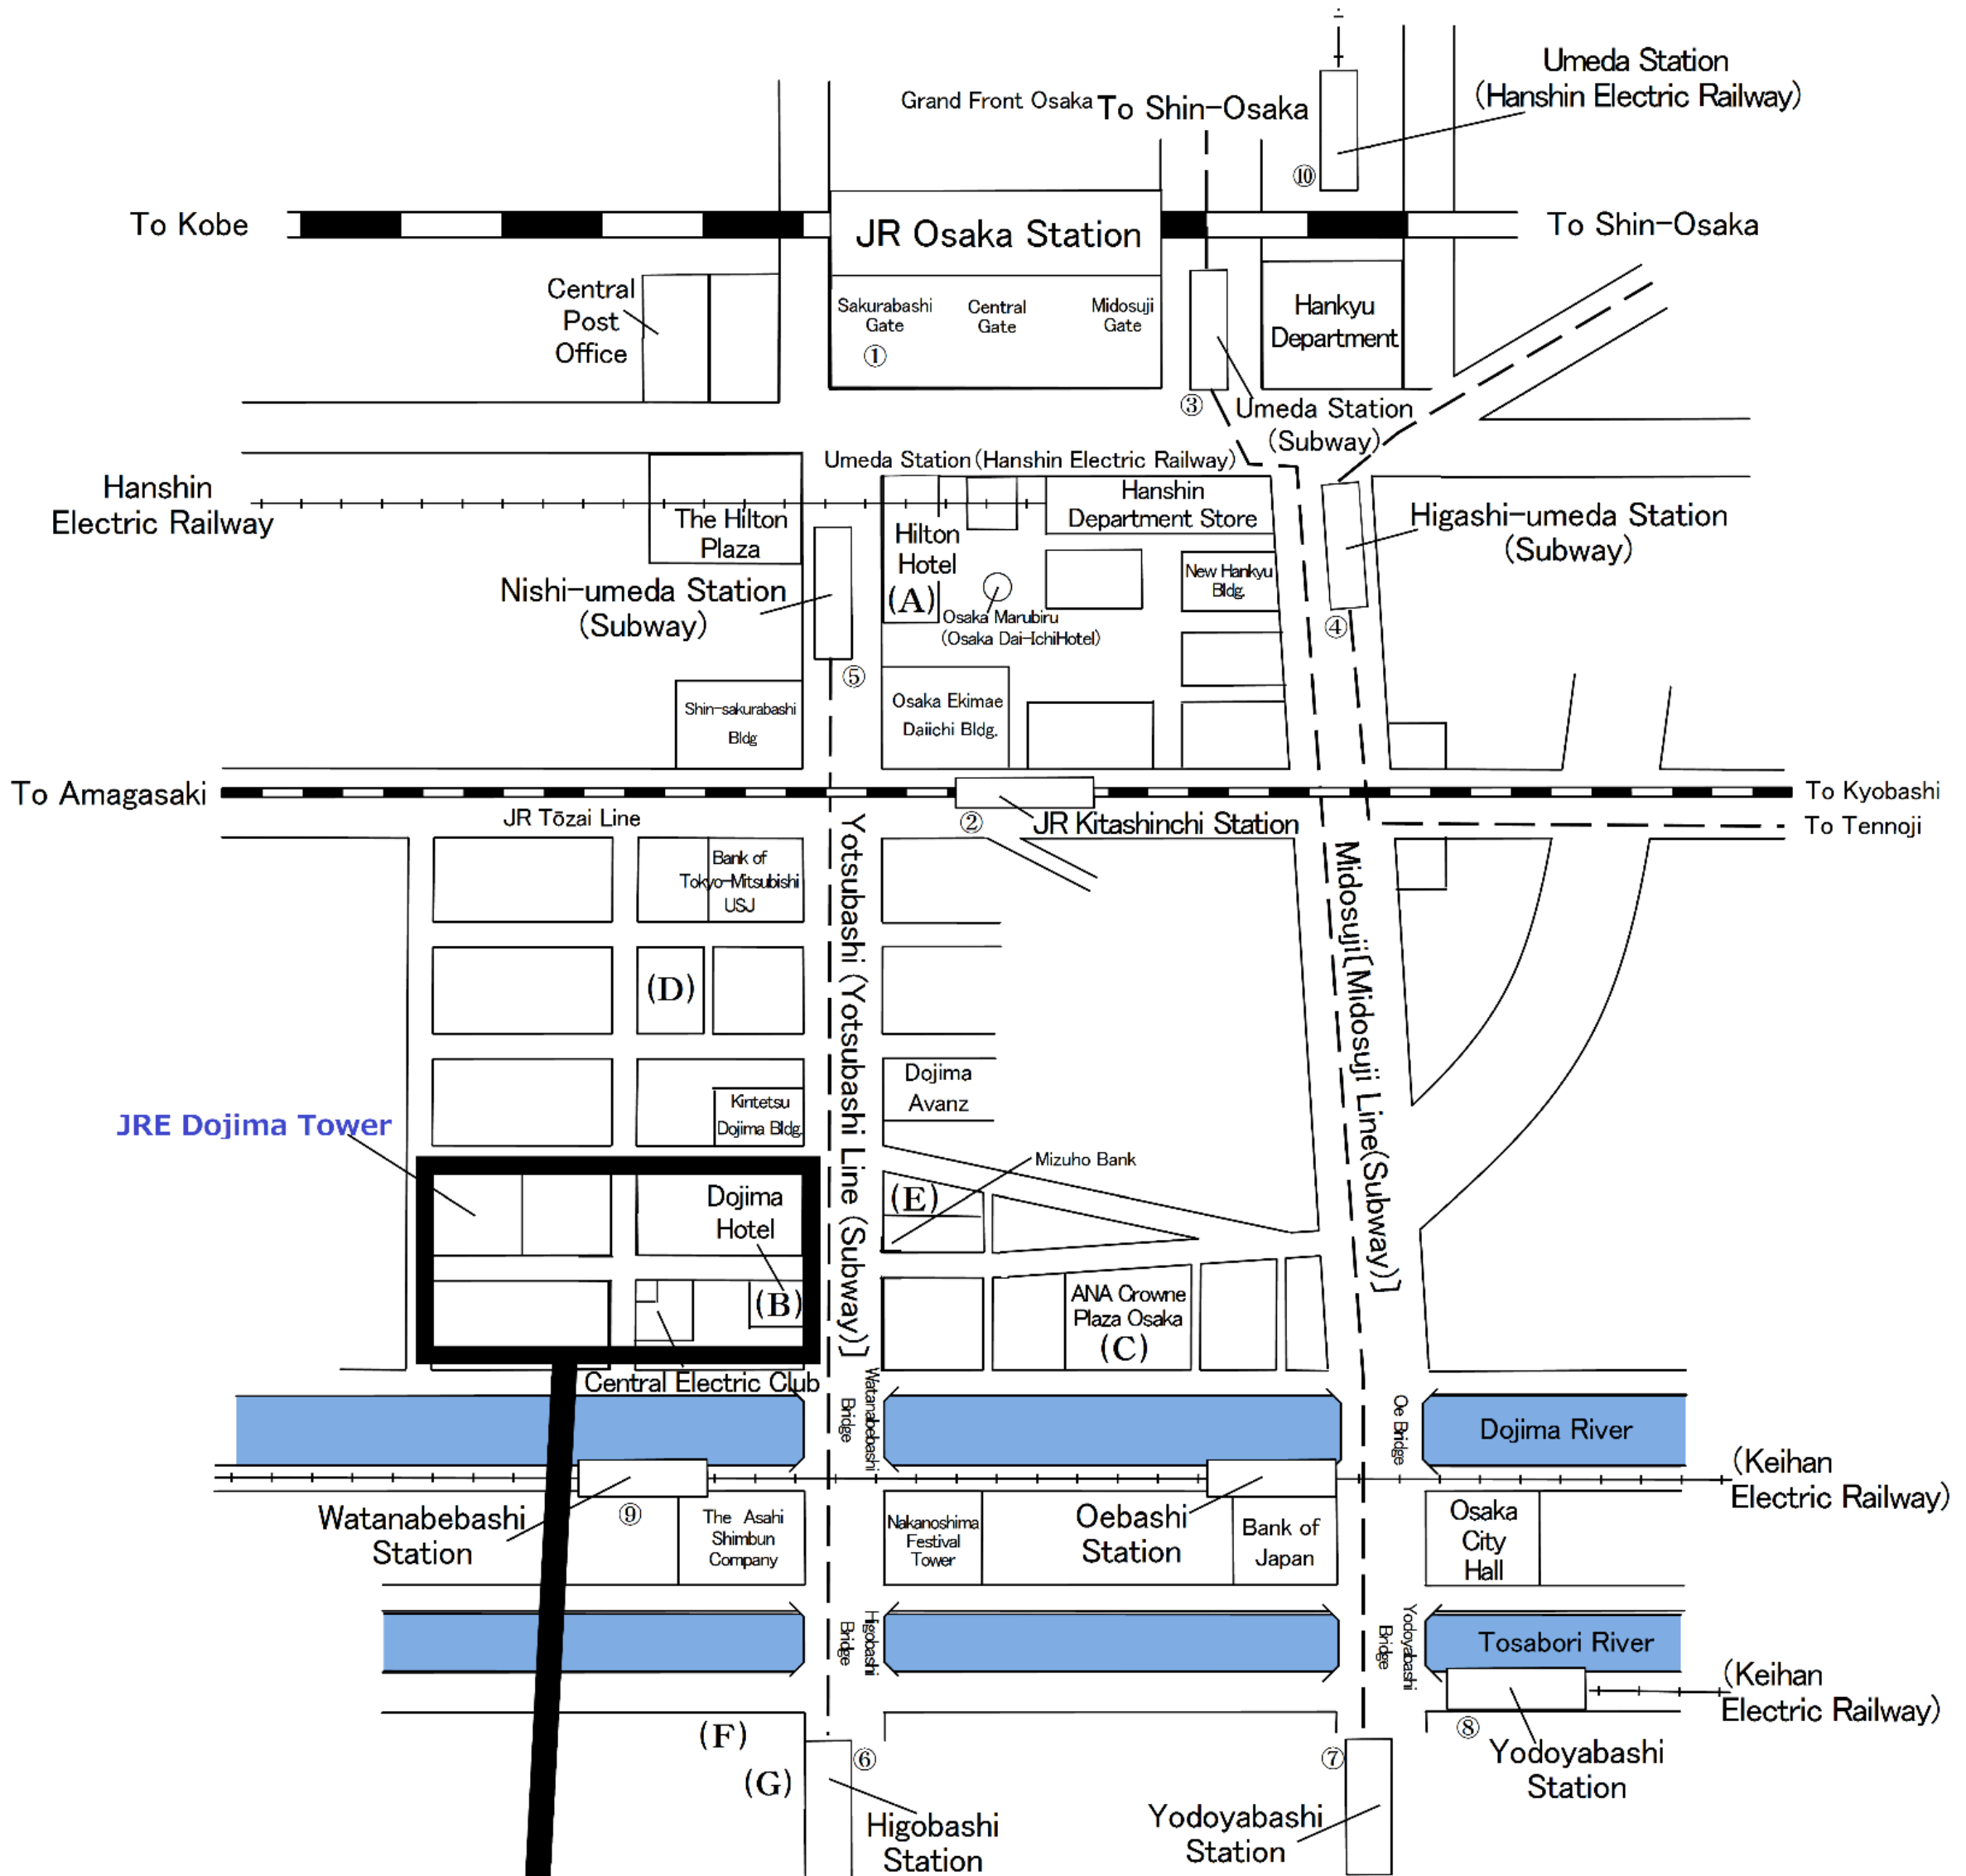 Umeda Station
(Hanshin Electric Railway)
Grand Front Osaka
To Shin-Osaka
⑩
To Kobe
JR Osaka Station
To Shin-Osaka
Central
Post
Office
Sakurabashi
Gate
①
Central
Gate
Midosuji
Gate
Hankyu
Department
③
Umeda Station
(Subway)
Umeda Station(Hanshin Electric Railway)
Hanshin
Electric Railway
The Hilton
Plaza
Hilton
Hotel
(A)
Hanshin
Department Store
Higashi-umeda Station
(Subway)
④
New Hankyu
Bldg.
Nishi-umeda Station
(Subway)
⑤
Osaka Marubiru
(Osaka Dai-IchiHotel)
Shin-sakurabashi
Bldg
Osaka Ekimae
Daiichi Bldg.
To Amagasaki
JR Tōzai Line
②
JR Kitashinchi Station
To Kyobashi
To Tennoji
Bank of
Tokyo-Mitsubishi
USJ
Yotsubashi (Yotsubashi Line (Subway)]
Midosuji[Midosuji Line(Subway)]
(D)
Dojima
Avanz
Kintetsu
Dojima Bldg.
JRE Dojima Tower
Mizuho Bank
(E)
Dojima
Hotel
(B)
ANA Crowne
Plaza Osaka
(C)
Central Electric Club
Watanabebashi
Bridge
Oe Bridge
Dojima River
(Keihan
Electric Railway)
Watanabebashi
Station
⑨
The Asahi
Shimbun
Company
Nakanoshima
Festival
Tower
Oebashi
Station
Bank of
Japan
Osaka
City
Hall
Higobashi
Bridge
Yodoyabashi
Bridge
Tosabori River
(Keihan
Electric Railway)
(F)
(G)
⑥
Higobashi
Station
⑦
Yodoyabashi
Station
⑧
Yodoyabashi
Station